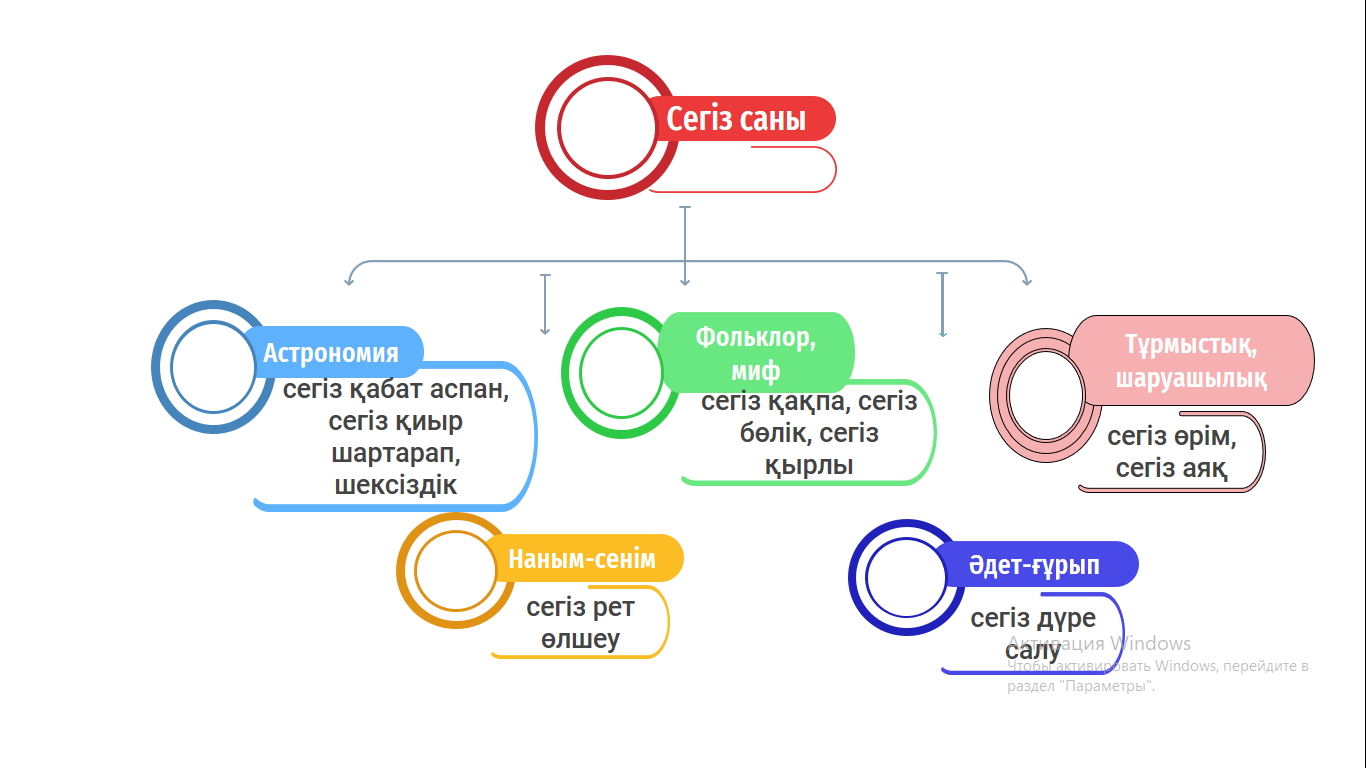 Сегіз саны
Астрономия
сегіз қабат аспан,
сегіз қиыр
шартарап,
шексіздік
Фольклор,
миф
сегіз қақпа, сегіз
бөлік, сегіз
қырлы
Тұрмыстық,
шаруашылық
сегіз өрім,
сегіз аяқ
Наным-сенім
сегіз рет
өлшеу
Әдет-ғұрып
сегіз дүре
салу
Активация Windows
Чтобы активировать Windows, перейдите в
раздел "Параметры".